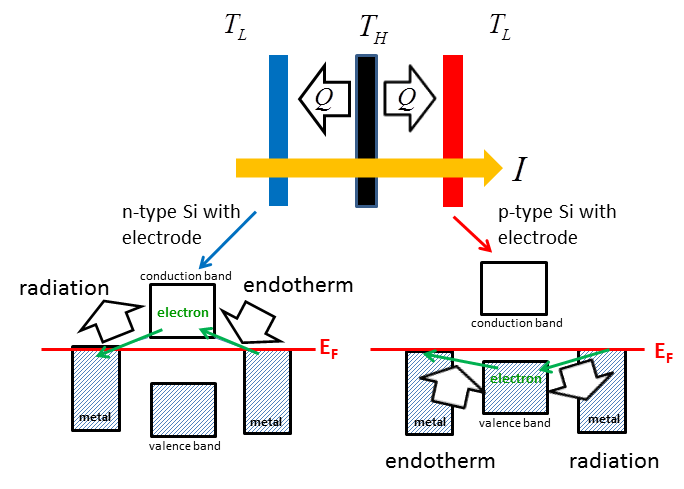 T_L T_H T_L
Q Q
I
n-type Si with
electrode
p-type Si with
electrode
radiation
conduction band
endotherm
electron
E_F
metal
valence band
metal
conduction band
E_F
electron
metal
valence band
metal
endotherm
radiation